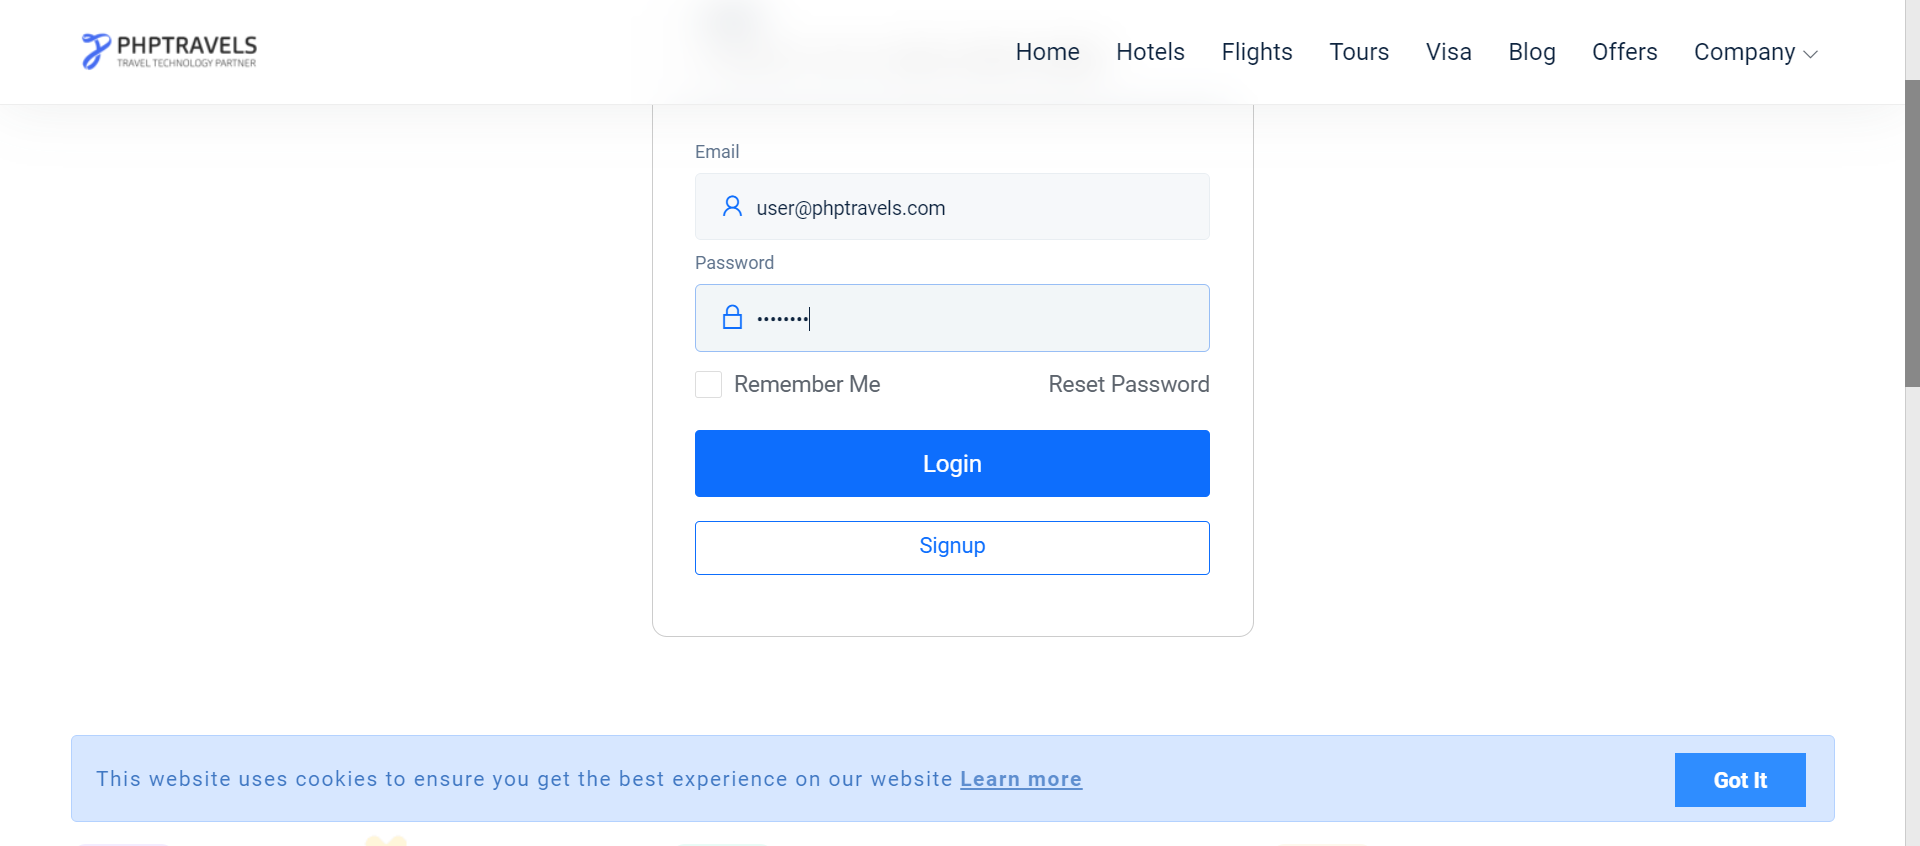 PHPTRAVELS
TRAVEL TECHNOLOGY PARTNER
Home Hotels Flights Tours Visa Blog Offers Company
Email
user@phptravels.com
Password
••••••••
Remember Me Reset Password
Login
Signup
This website uses cookies to ensure you get the best experience on our website Learn more
Got It